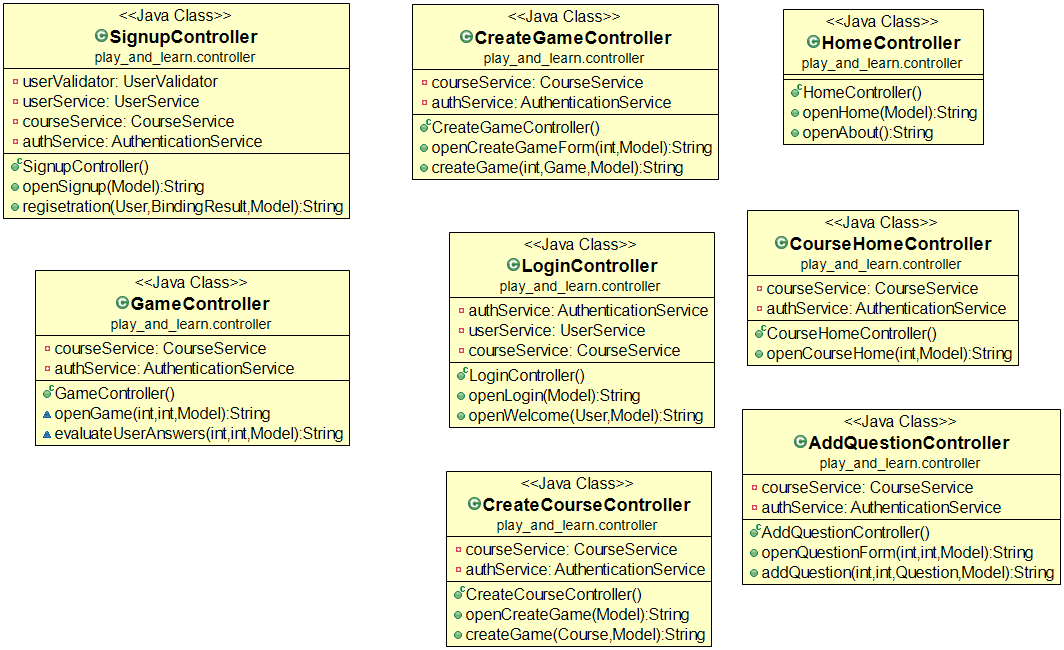 <<Java Class>>
SignupController
play_and_learn.controller
userValidator: UserValidator
userService: UserService
courseService: CourseService
authService: AuthenticationService
SignupController()
openSignup(Model):String
regisetration(User,BindingResult,Model):String
<<Java Class>>
CreateGameController
play_and_learn.controller
courseService: CourseService
authService: AuthenticationService
CreateGameController()
openCreateGameForm(int,Model):String
createGame(int,Game,Model):String
<<Java Class>>
HomeController
play_and_learn.controller
HomeController()
openHome(Model):String
openAbout():String
<<Java Class>>
GameController
play_and_learn.controller
courseService: CourseService
authService: AuthenticationService
GameController()
openGame(int,int,Model):String
evaluateUserAnswers(int,int,Model):String
<<Java Class>>
LoginController
play_and_learn.controller
authService: AuthenticationService
userService: UserService
courseService: CourseService
LoginController()
openLogin(Model):String
openWelcome(User,Model):String
<<Java Class>>
CourseHomeController
play_and_learn.controller
courseService: CourseService
authService: AuthenticationService
CourseHomeController()
openCourseHome(int,Model):String
<<Java Class>>
CreateCourseController
play_and_learn.controller
courseService: CourseService
authService: AuthenticationService
CreateCourseController()
openCreateGame(Model):String
createGame(Course,Model):String
<<Java Class>>
AddQuestionController
play_and_learn.controller
courseService: CourseService
authService: AuthenticationService
AddQuestionController()
openQuestionForm(int,int,Model):String
addQuestion(int,int,Question,Model):String